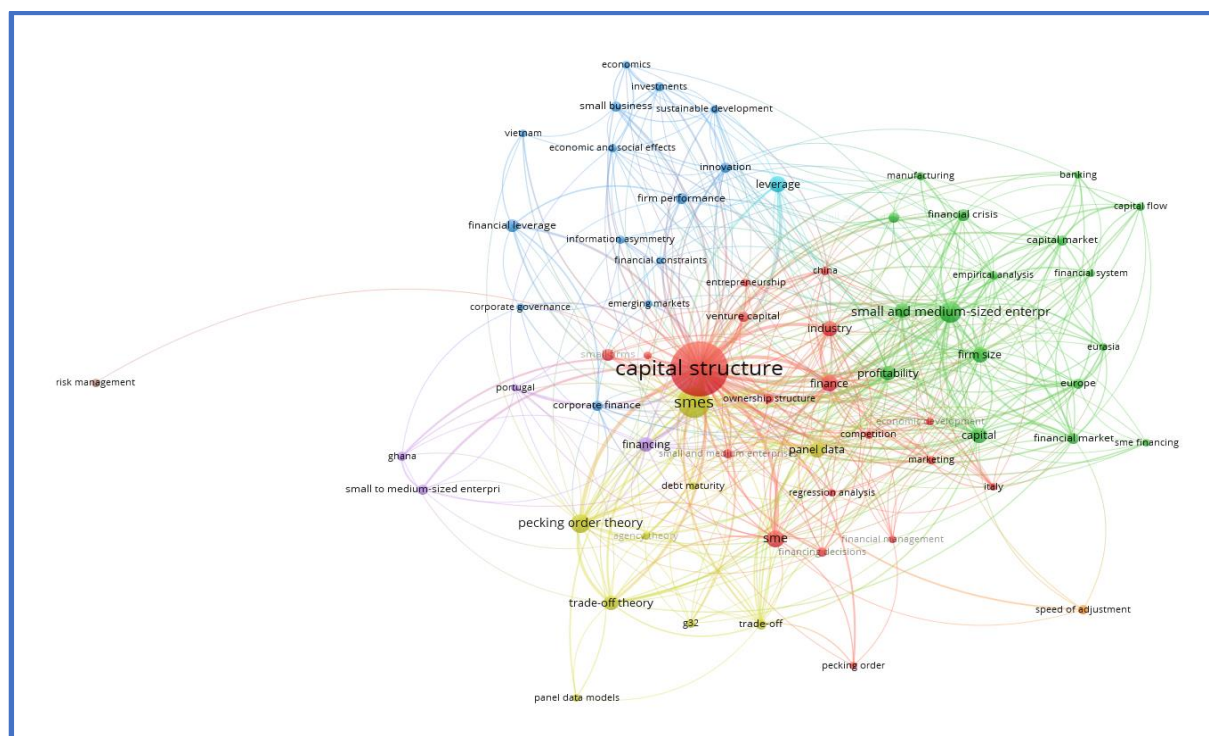 economics
investments
small business
sustainable development
vietnam
economic and social effects
innovation
leverage
manufacturing
banking
firm performance
capital flow
financial crisis
financial leverage
information asymmetry
capital market
financial constraints
china
empirical analysis
financial system
entrepreneurship
corporate governance
emerging markets
venture capital
small and medium-sized enterpr
industry
eurasia
small firms
firm size
capital structure
profitability
risk management
portugal
finance
europe
ownership structure
smes
corporate finance
economic development
competition
capital
financial market
sme financing
financing
panel data
small and medium enterprises
ghana
marketing
debt maturity
small to medium-sized enterpri
regression analysis
italy
pecking order theory
agency theory
sme
financial management
financing decisions
trade-off theory
speed of adjustment
g32
trade-off
pecking order
panel data models